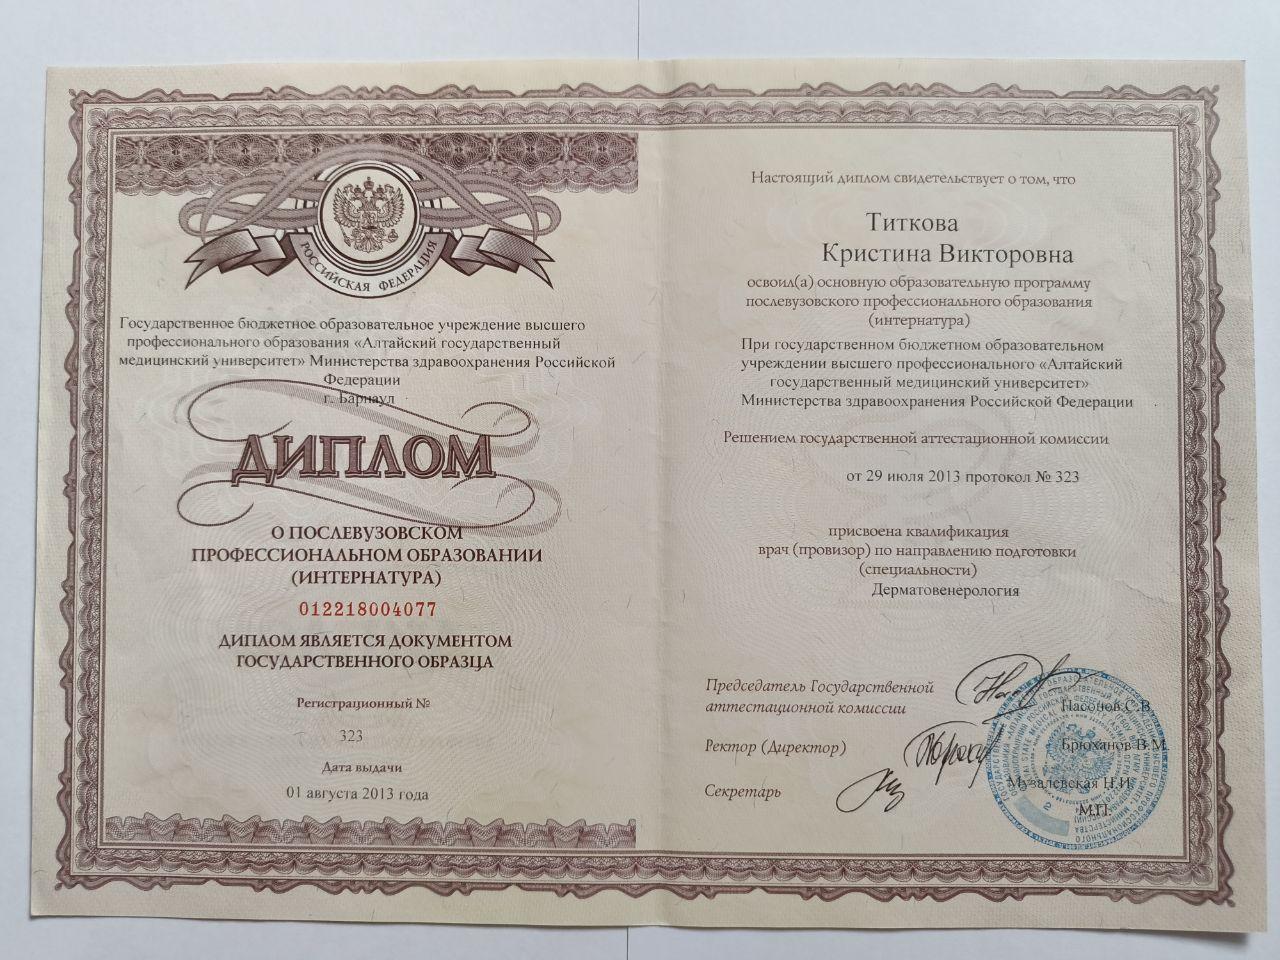 РОССИЙСКАЯ ФЕДЕРАЦИЯ
Государственное бюджетное образовательное учреждение высшего
профессионального образования «Алтайский государственный
медицинский университет» Министерства здравоохранения Российской
Федерации
г. Барнаул
ДИПЛОМ
О ПОСЛЕВУЗОВСКОМ
ПРОФЕССИОНАЛЬНОМ ОБРАЗОВАНИИ
(ИНТЕРНАТУРА)
012218004077
ДИПЛОМ ЯВЛЯЕТСЯ ДОКУМЕНТОМ
ГОСУДАРСТВЕННОГО ОБРАЗЦА
Регистрационный №
323
Дата выдачи
01 августа 2013 года
Настоящий диплом свидетельствует о том, что
Титкова
Кристина Викторовна
освоил(а) основную образовательную программу
послевузовского профессионального образования
(интернатура)
При государственном бюджетном образовательном
учреждении высшего профессионального «Алтайский
государственный медицинский университет»
Министерства здравоохранения Российской Федерации
Решением государственной аттестационной комиссии
от 29 июля 2013 протокол № 323
присвоена квалификация
врач (провизор) по направлению подготовки
(специальности)
Дерматовенерология
Председатель Государственной
аттестационной комиссии
Насонов С.В.
Ректор (Директор)
Брюханов В.М.
Секретарь
Музалевская Н.И.
М.П.